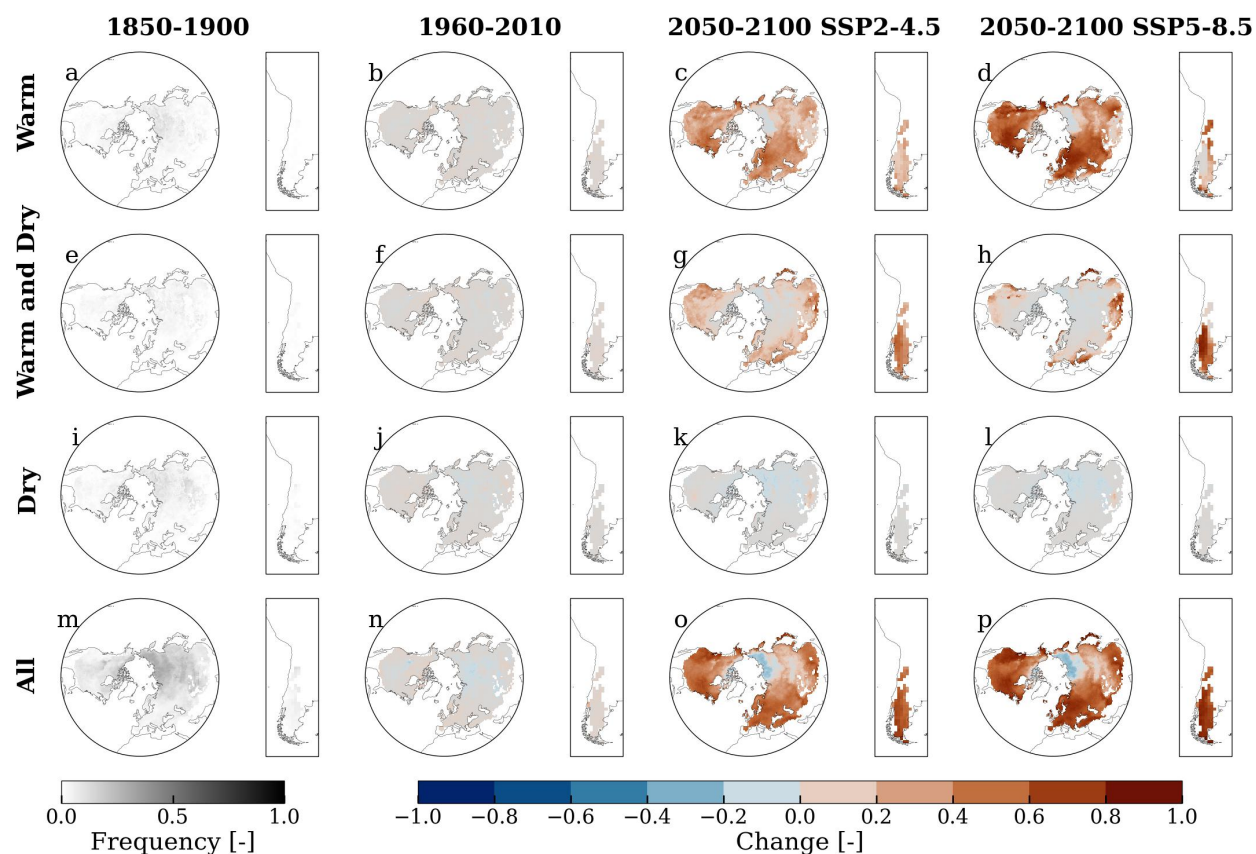 1850-1900 1960-2010 2050-2100 SSP2-4.5 2050-2100 SSP5-8.5
Warm
a b c d
Warm and Dry
e f g h
Dry
i j k l
All
m n o p
0.0 0.5 1.0
Frequency [-]
−1.0 −0.8 −0.6 −0.4 −0.2 0.0 0.2 0.4 0.6 0.8 1.0
Change [-]